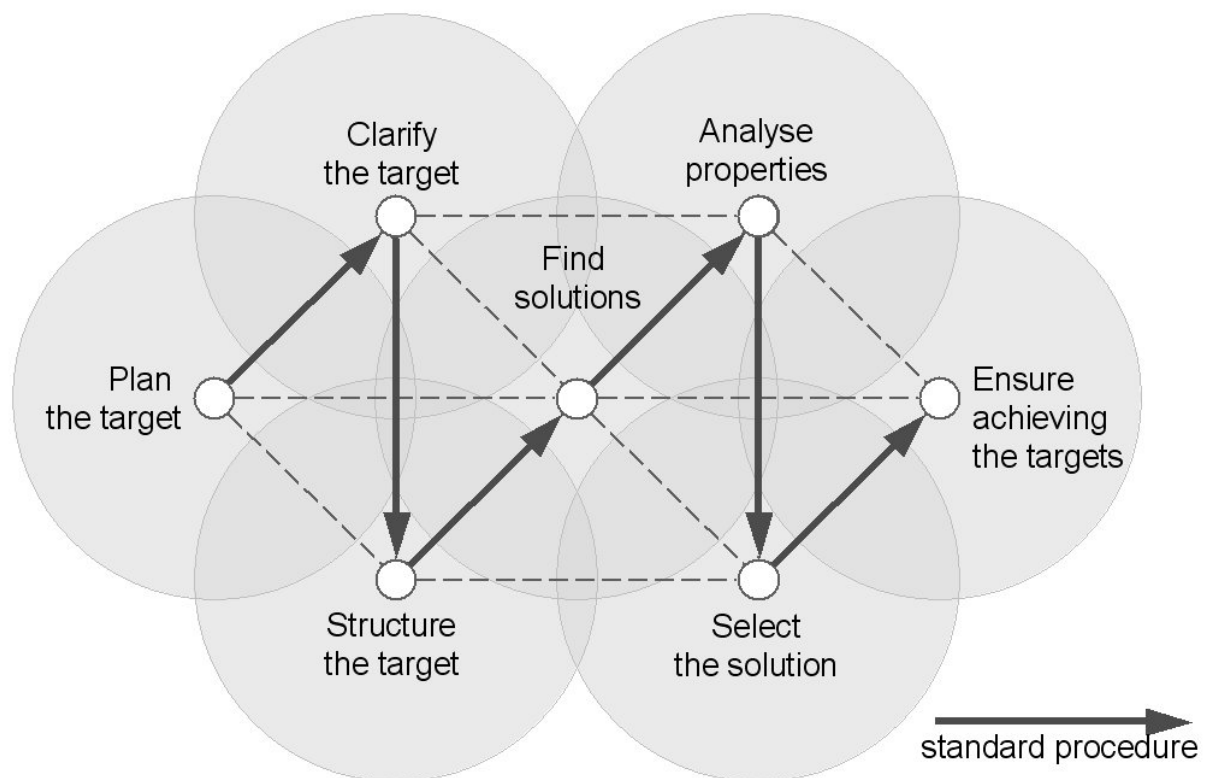 Clarify
the target
Analyse
properties
Find
solutions
Plan
the target
Ensure
achieving
the targets
Structure
the target
Select
the solution
standard procedure